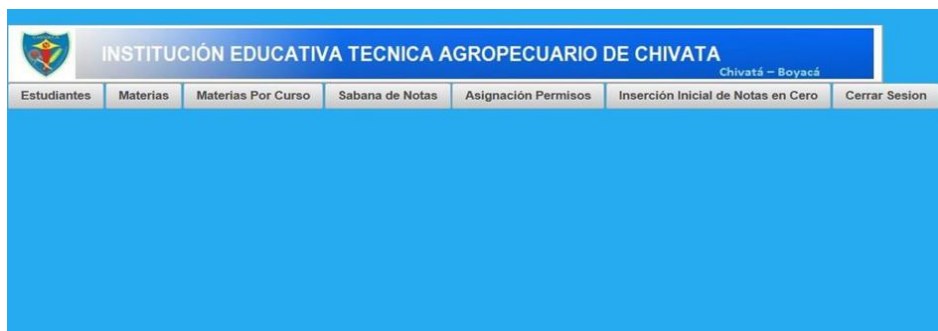 INSTITUCIÓN EDUCATIVA TECNICA AGROPECUARIO DE CHIVATA
Chivatá – Boyacá
Estudiantes Materias Materias Por Curso Sabana de Notas Asignación Permisos Inserción Inicial de Notas en Cero Cerrar Sesion